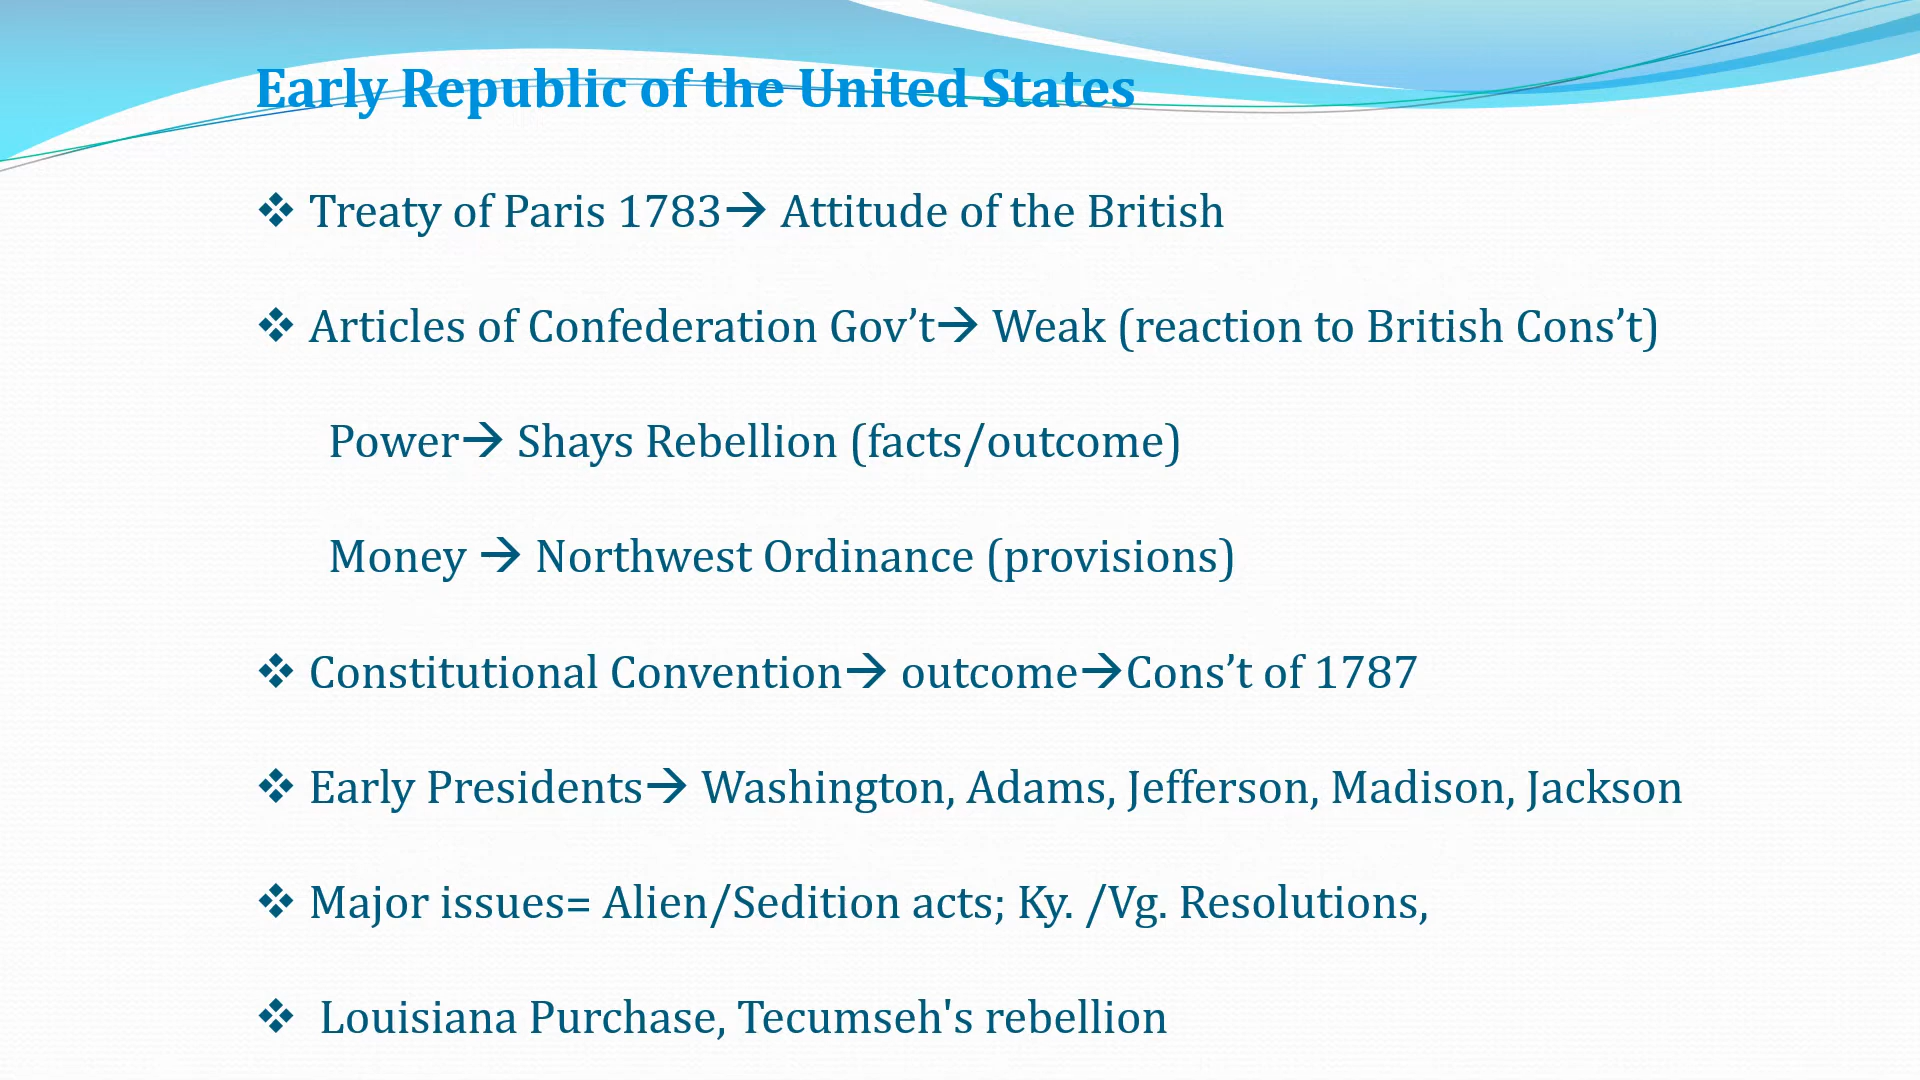 Early Republic of the United States
❖ Treaty of Paris 1783→ Attitude of the British
❖ Articles of Confederation Gov’t→ Weak (reaction to British Cons’t)
Power→ Shays Rebellion (facts/outcome)
Money → Northwest Ordinance (provisions)
❖ Constitutional Convention→ outcome→Cons’t of 1787
❖ Early Presidents→ Washington, Adams, Jefferson, Madison, Jackson
❖ Major issues= Alien/Sedition acts; Ky. /Vg. Resolutions,
❖ Louisiana Purchase, Tecumseh's rebellion